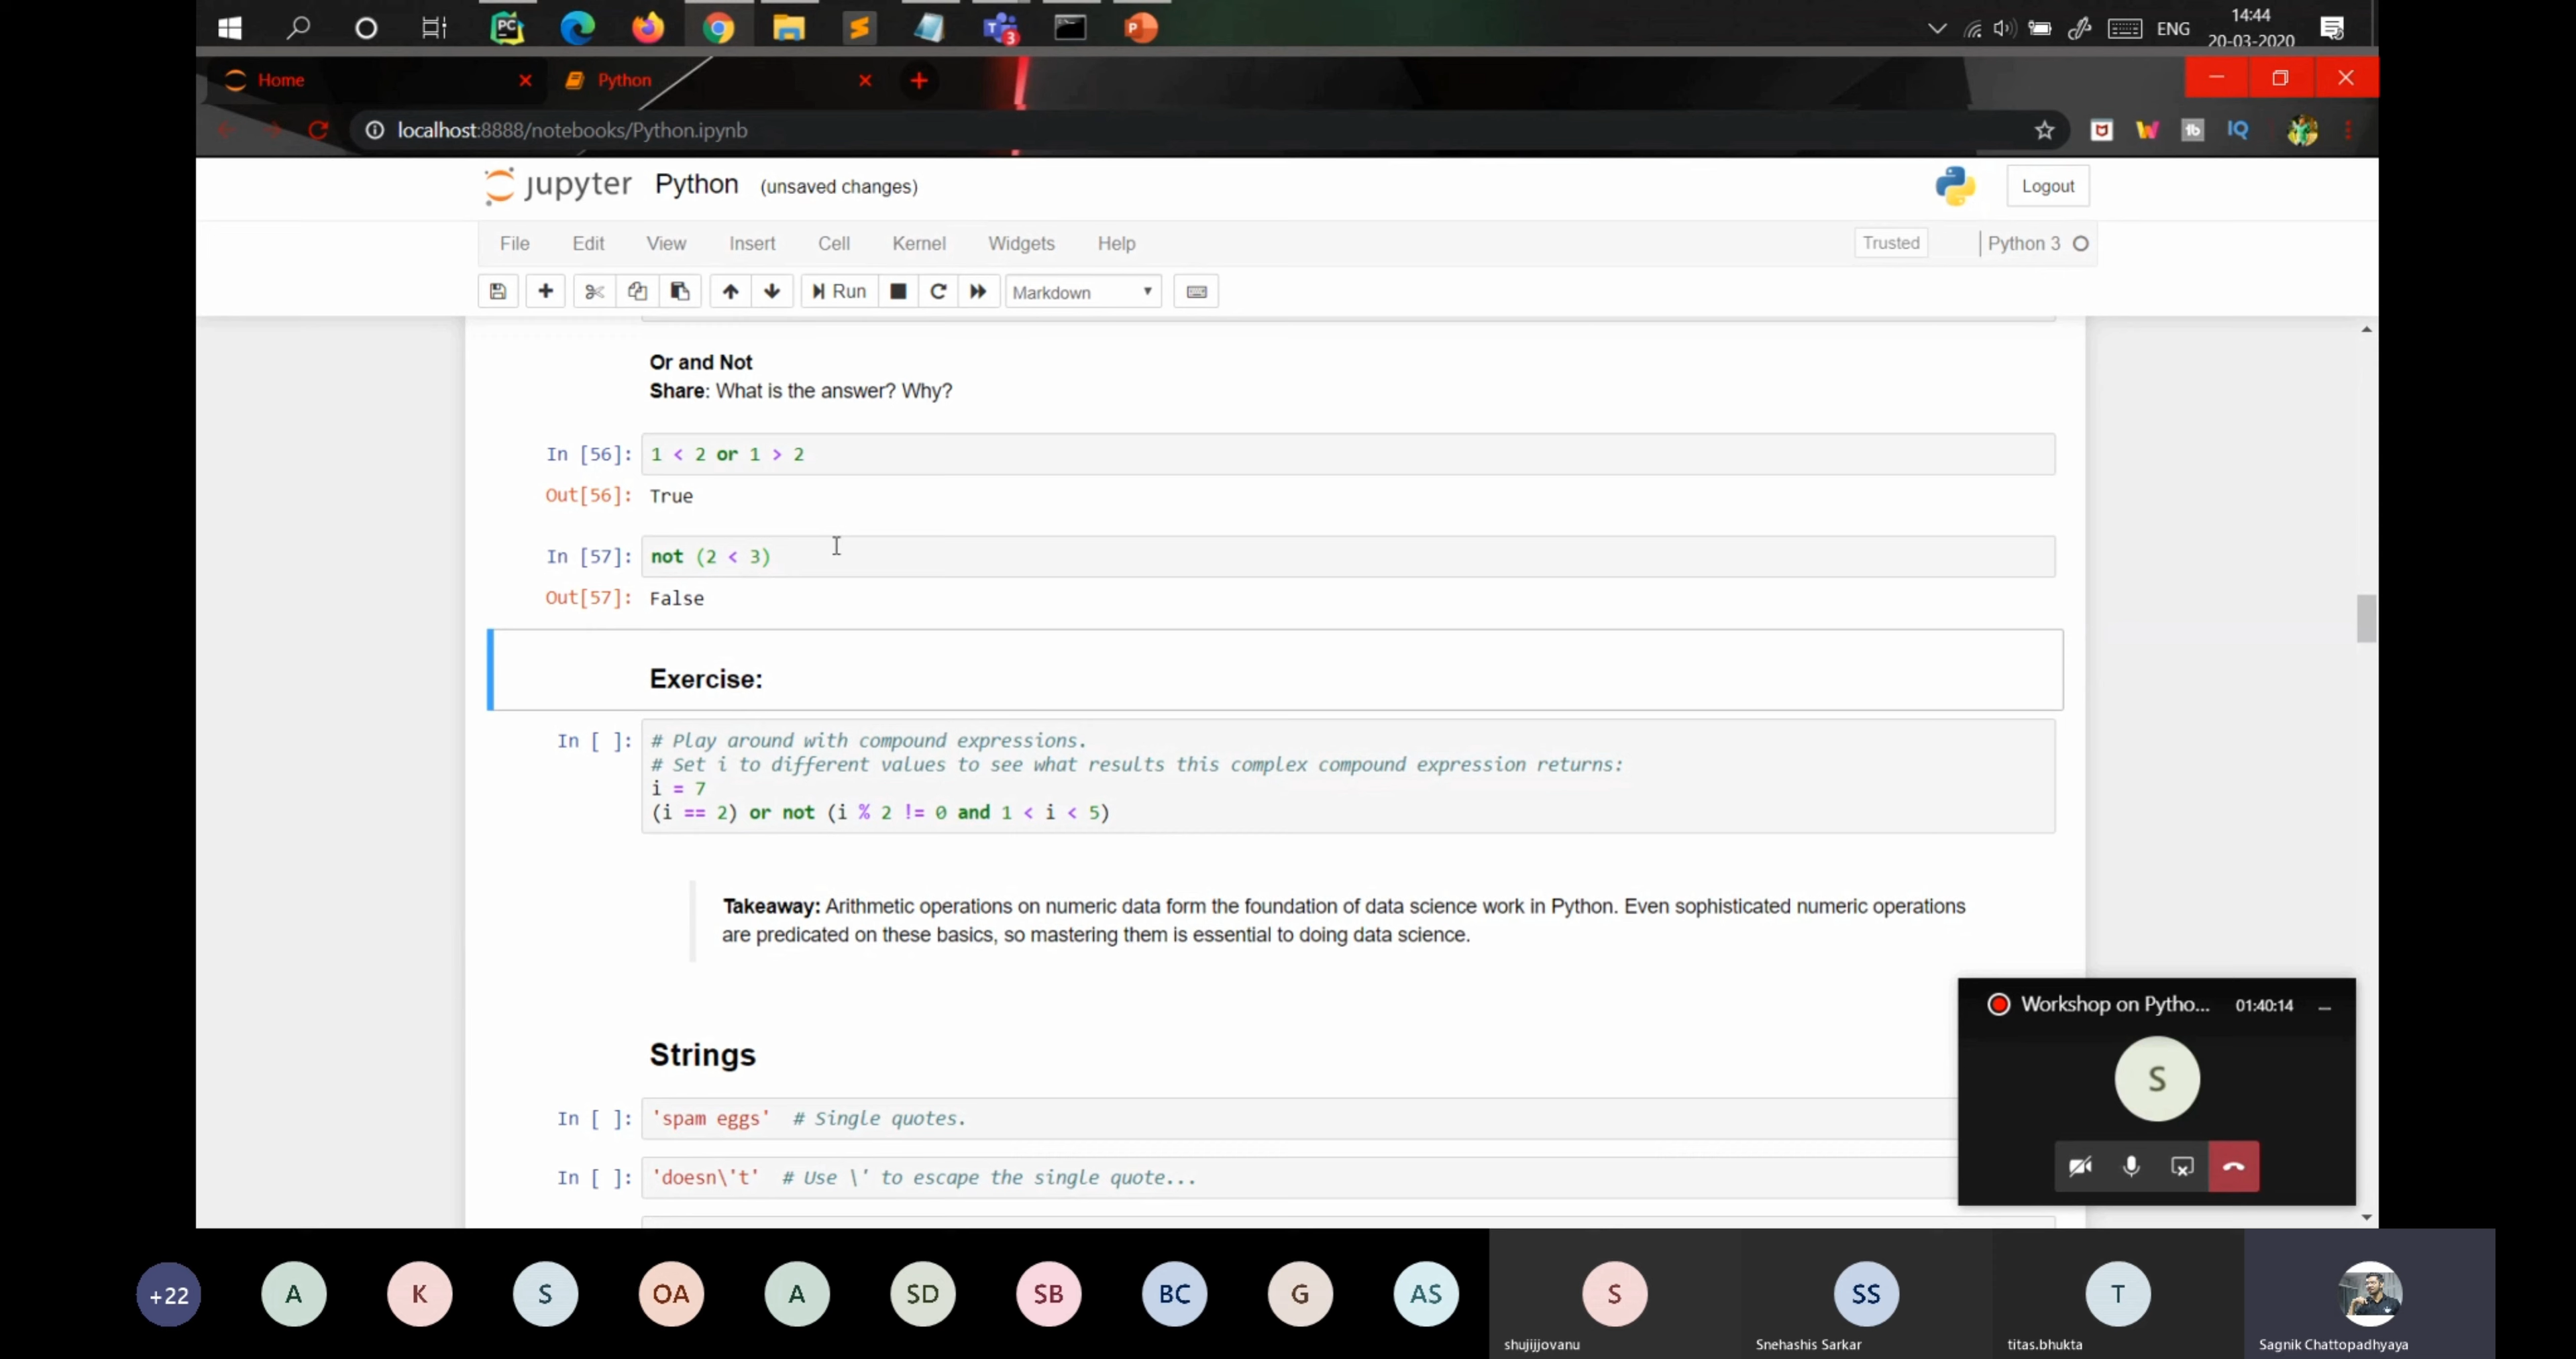 14:44
ENG
20-03-2020
3
Home
Python
localhost:8888/notebooks/Python.ipynb
IQ
jupyter Python (unsaved changes)
Logout
File Edit View Insert Cell Kernel Widgets Help
Trusted
Python 3
Run
Markdown
Or and Not
Share: What is the answer? Why?
In [56]: 1 < 2 or 1 > 2
Out[56]: True
In [57]: not (2 < 3)
Out[57]: False
Exercise:
In [ ]: # Play around with compound expressions.
# Set i to different values to see what results this complex compound expression returns:
i = 7
(i == 2) or not (i % 2 != 0 and 1 < i < 5)
Takeaway: Arithmetic operations on numeric data form the foundation of data science work in Python. Even sophisticated numeric operations
are predicated on these basics, so mastering them is essential to doing data science.
Workshop on Pytho... 01:40:14
S
Strings
In [ ]: 'spam eggs' # Single quotes.
In [ ]: 'doesn\'t' # Use \' to escape the single quote...
+22 A K S OA A SD SB BC G AS S SS T
shujijjovanu Snehashis Sarkar titas.bhukta Sagnik Chattopadhyaya